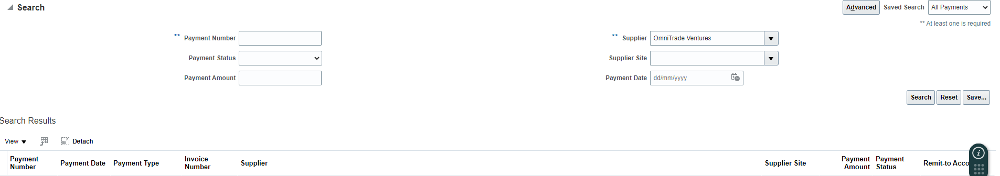 Search
Advanced Saved Search All Payments
** At least one is required
** Payment Number
** Supplier OmniTrade Ventures
Payment Status
Supplier Site
Payment Amount
Payment Date dd/mm/yyyy
Search Reset Save...
Search Results
View Detach
Payment Number Payment Date Payment Type Invoice Number Supplier Supplier Site Payment Amount Payment Status Remit-to Acco